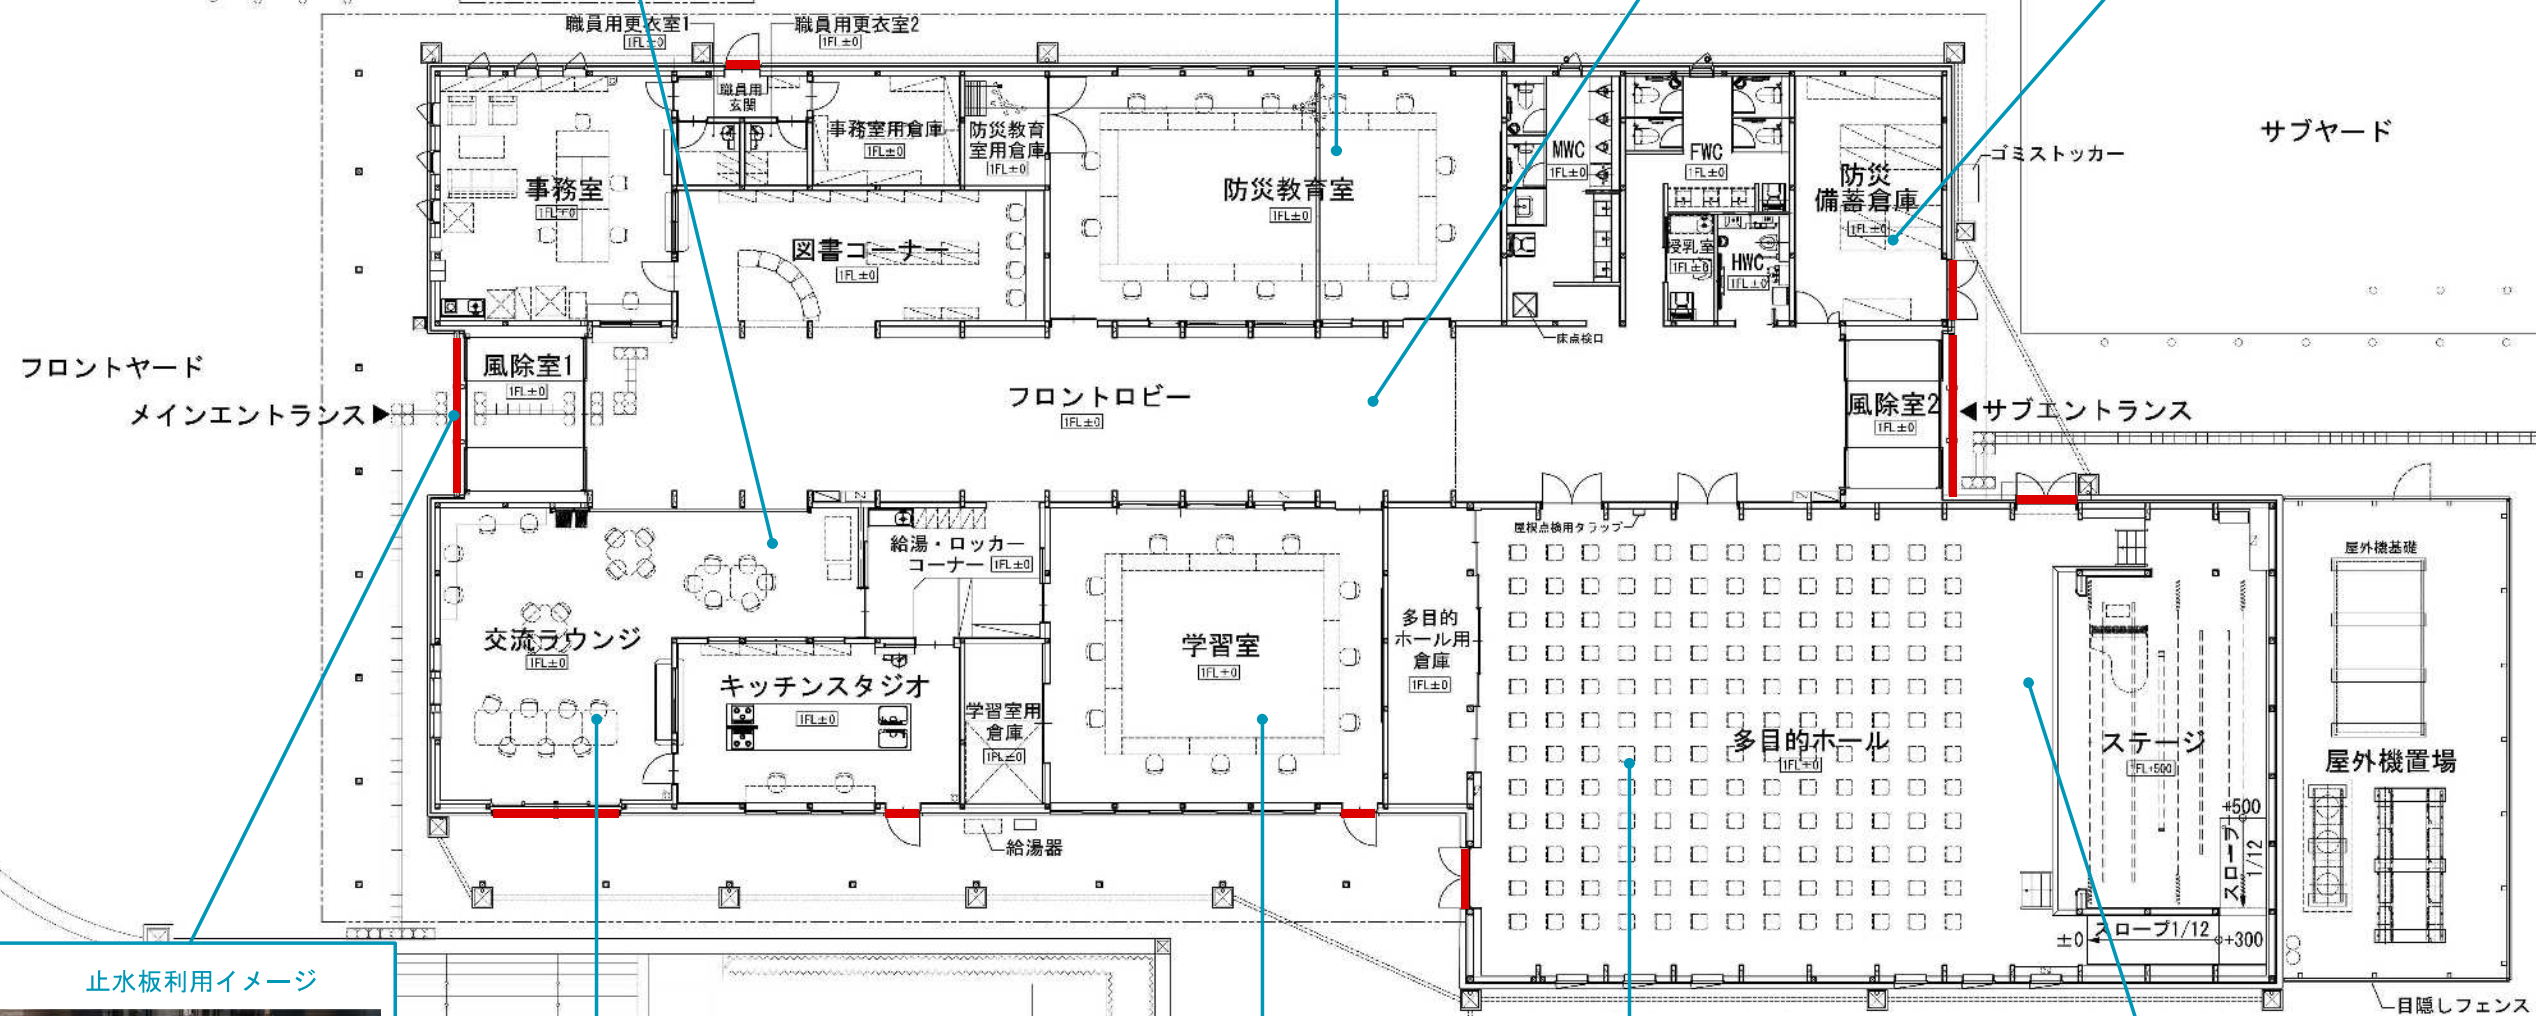 職員用更衣室1
1FL±0
職員用更衣室2
1FL±0
職員用
玄関
事務室用倉庫
1FL±0
防災教育
室用倉庫
1FL±0
事務室
1FL±0
図書コーナー
1FL±0
防災教育室
1FL±0
MWC
1FL±0
FWC
1FL±0
授乳室
1FL±0
HWC
1FL±0
防災
備蓄倉庫
1FL±0
ゴミストッカー
サブヤード
床点検口
フロントヤード
メインエントランス
風除室1
1FL±0
フロントロビー
1FL±0
風除室2
1FL±0
サブエントランス
屋根点検用タラップ
給湯・ロッカー
コーナー 1FL±0
交流ラウンジ
1FL±0
キッチンスタジオ
1FL±0
学習室用
倉庫
1FL±0
学習室
1FL±0
多目的
ホール用
倉庫
1FL±0
多目的ホール
1FL±0
ステージ
1FL+500
+500
スロープ
1/12
スロープ1/12
±0
+300
屋外機基礎
屋外機置場
給湯器
目隠しフェンス
止水板利用イメージ